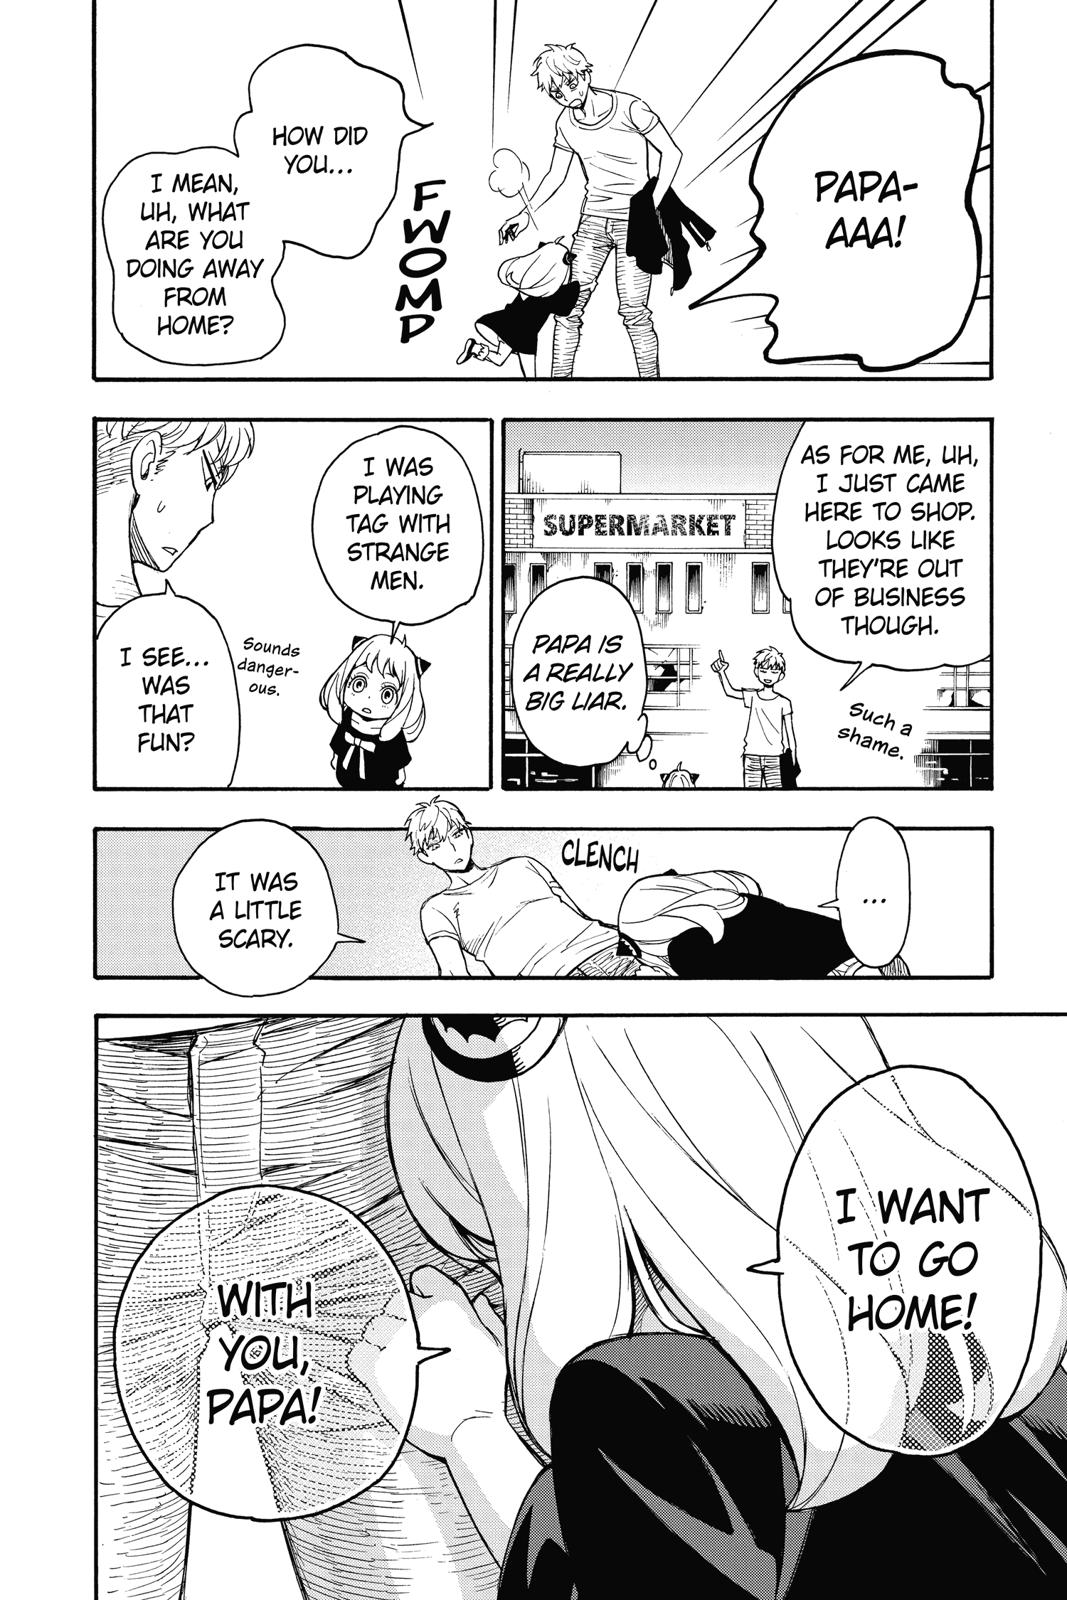 PAPA-
AAA!
FWOMP
HOW DID
YOU...
I MEAN,
UH, WHAT
ARE YOU
DOING AWAY
FROM
HOME?
AS FOR ME, UH,
I JUST CAME
HERE TO SHOP.
LOOKS LIKE
THEY'RE OUT
OF BUSINESS
THOUGH.
Such a
shame.
SUPERMARKET
PAPA IS
A REALLY
BIG LIAR.
I WAS
PLAYING
TAG WITH
STRANGE
MEN.
Sounds
danger-
ous.
I SEE...
WAS
THAT
FUN?
...
CLENCH
IT WAS
A LITTLE
SCARY.
I WANT
TO GO
HOME!
WITH
YOU,
PAPA!